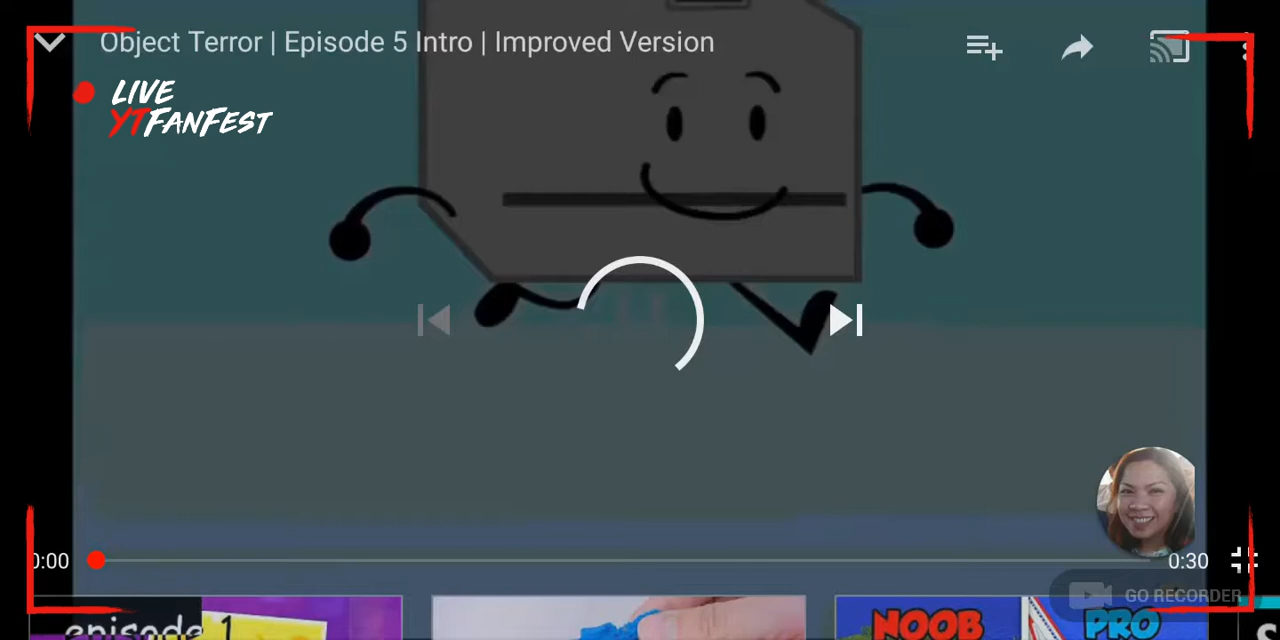 Object Terror | Episode 5 Intro | Improved Version
LIVE
YTFANFEST
0:00
0:30
GO RECORDER
episode 1
NOOB
PRO